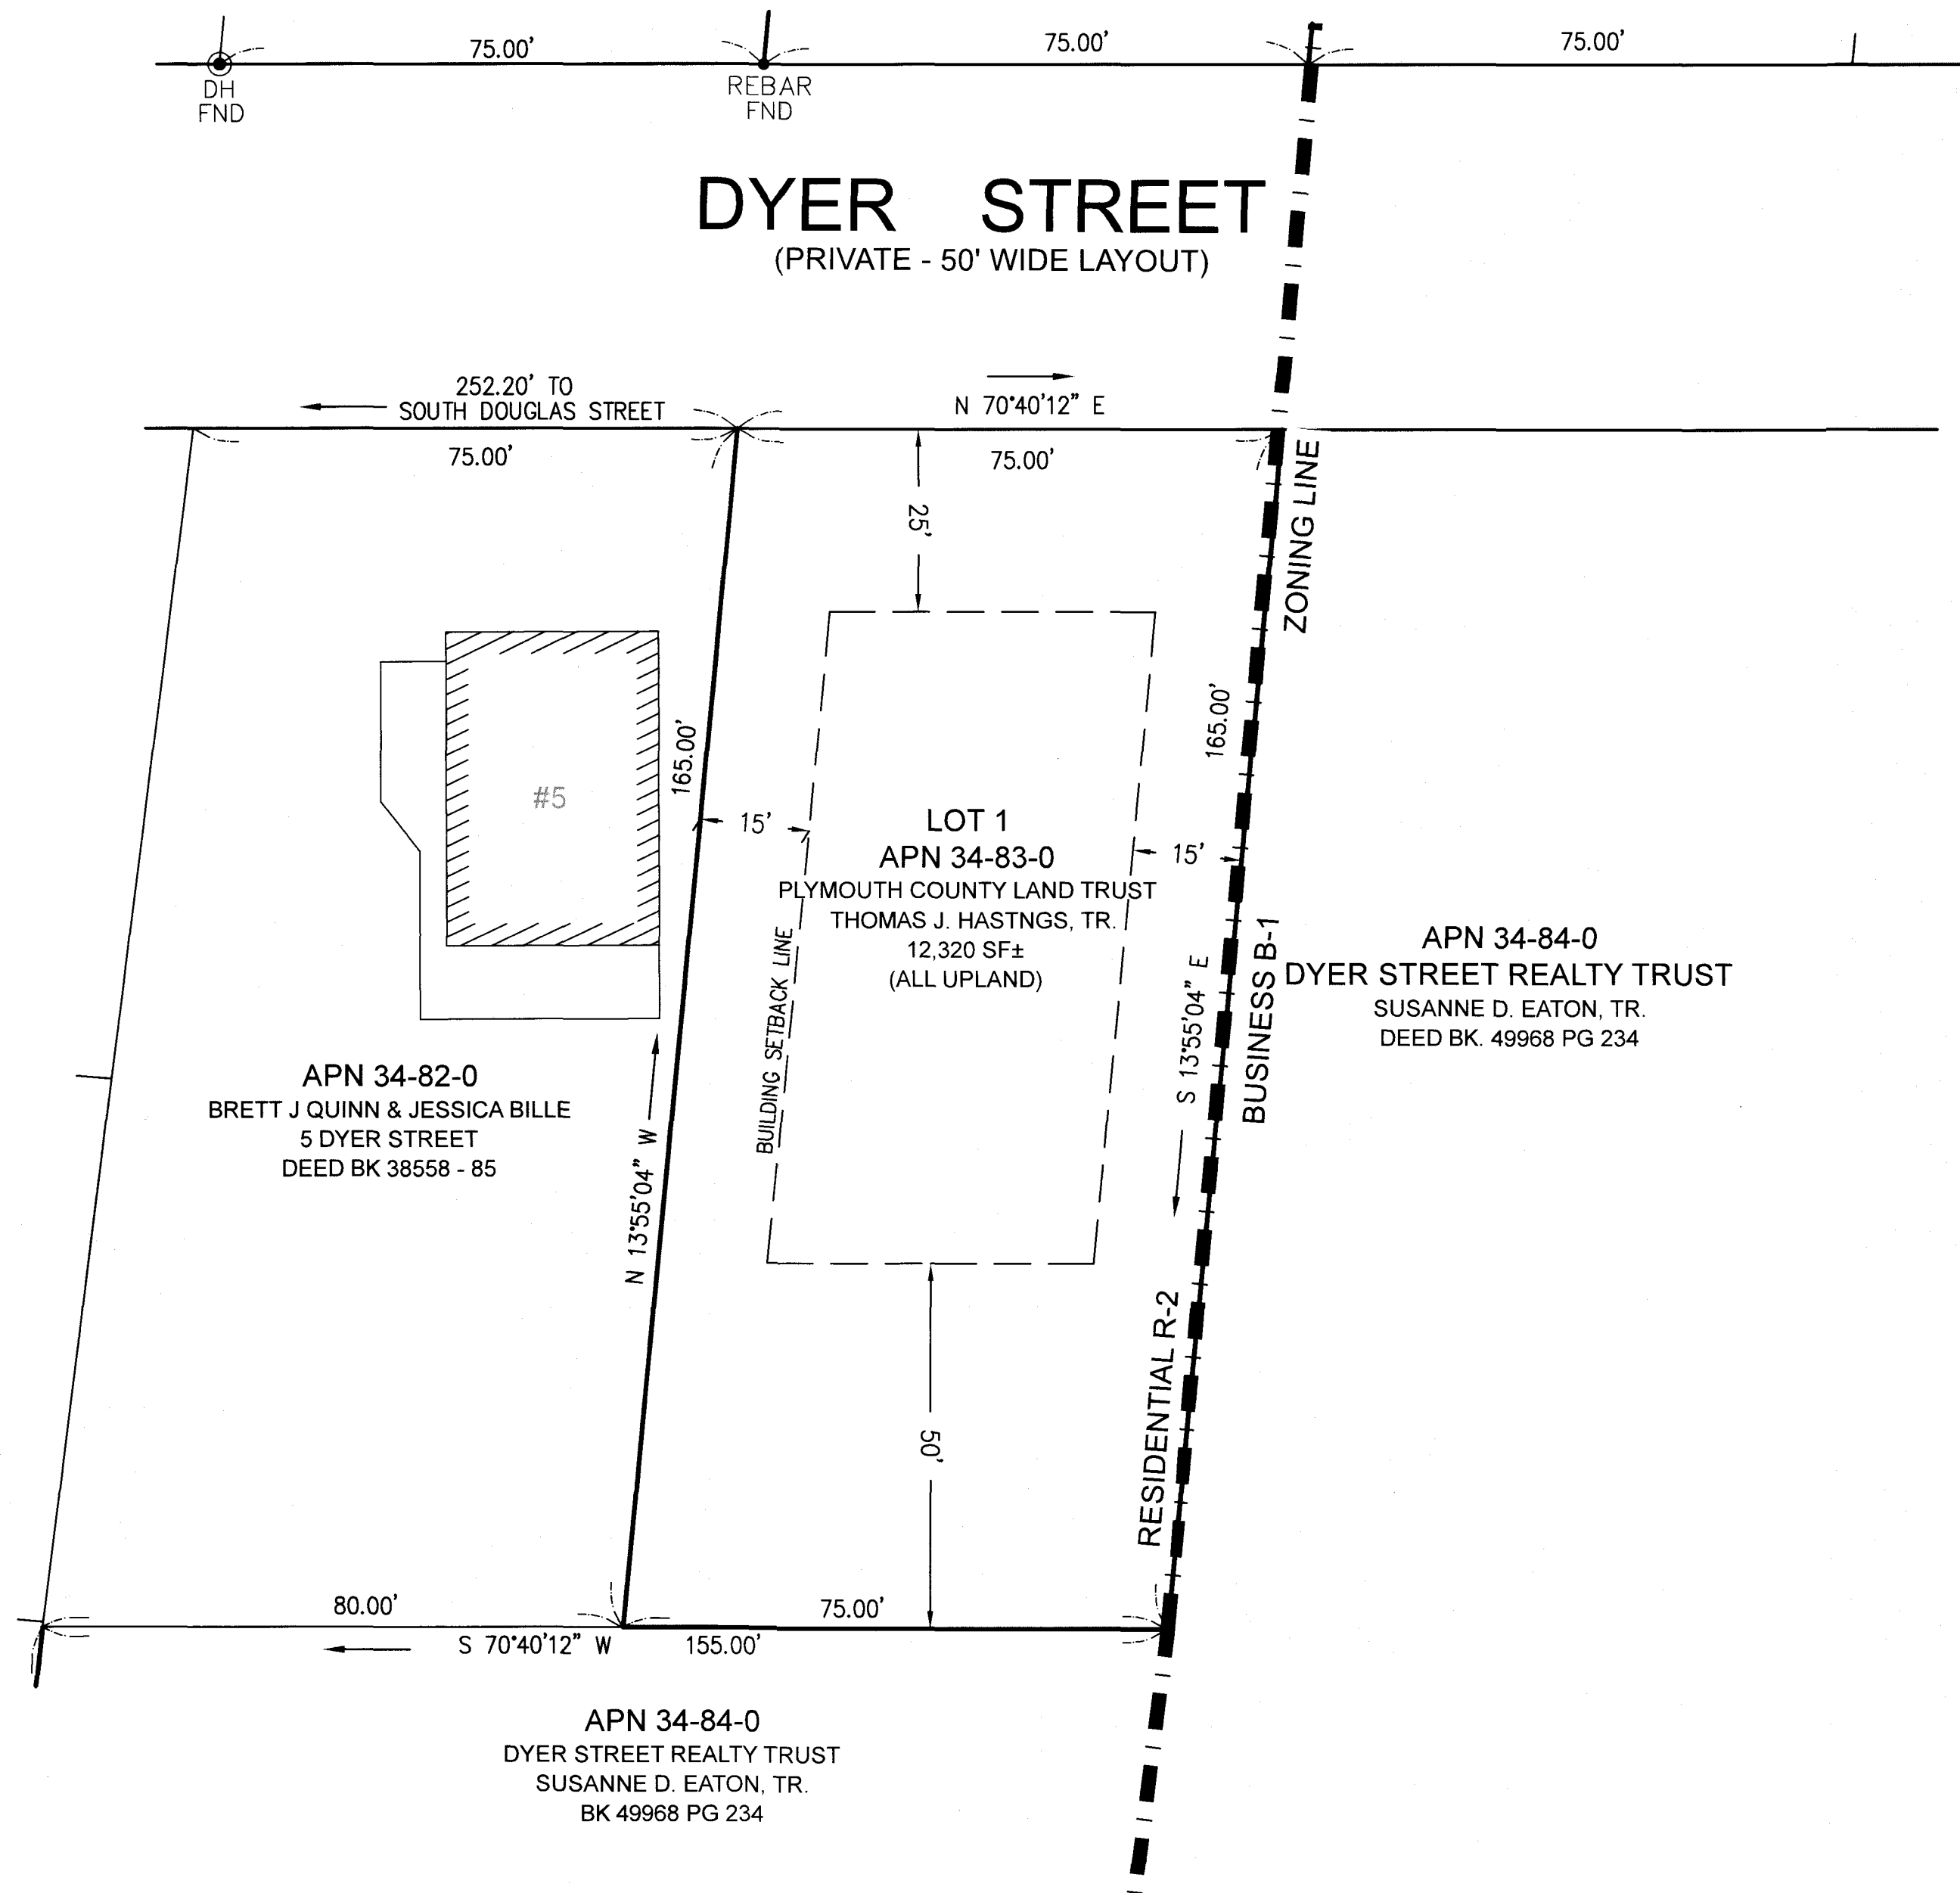 75.00'
75.00'
75.00'
DH
FND
REBAR
FND
DYER STREET
(PRIVATE - 50' WIDE LAYOUT)
252.20' TO
SOUTH DOUGLAS STREET
N 70°40'12" E
75.00'
75.00'
25'
ZONING LINE
165.00'
165.00'
#5
15'
15'
LOT 1
APN 34-83-0
PLYMOUTH COUNTY LAND TRUST
THOMAS J. HASTNGS, TR.
12,320 SF±
(ALL UPLAND)
BUILDING SETBACK LINE
S 13°55'04" E
BUSINESS B-1
APN 34-84-0
DYER STREET REALTY TRUST
SUSANNE D. EATON, TR.
DEED BK. 49968 PG 234
APN 34-82-0
BRETT J QUINN & JESSICA BILLE
5 DYER STREET
DEED BK 38558 - 85
N 13°55'04" W
RESIDENTIAL R-2
50'
80.00'
75.00'
S 70°40'12" W
155.00'
APN 34-84-0
DYER STREET REALTY TRUST
SUSANNE D. EATON, TR.
BK 49968 PG 234